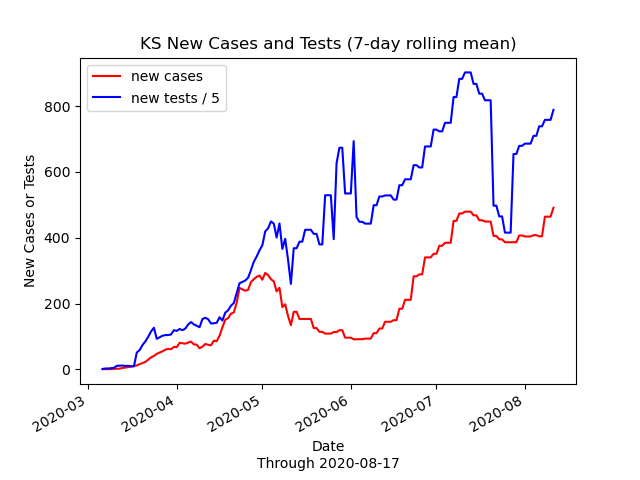 KS New Cases and Tests (7-day rolling mean)
new cases
new tests / 5
New Cases or Tests
800
600
400
200
0
2020-03
2020-04
2020-05
2020-06
2020-07
2020-08
Date
Through 2020-08-17